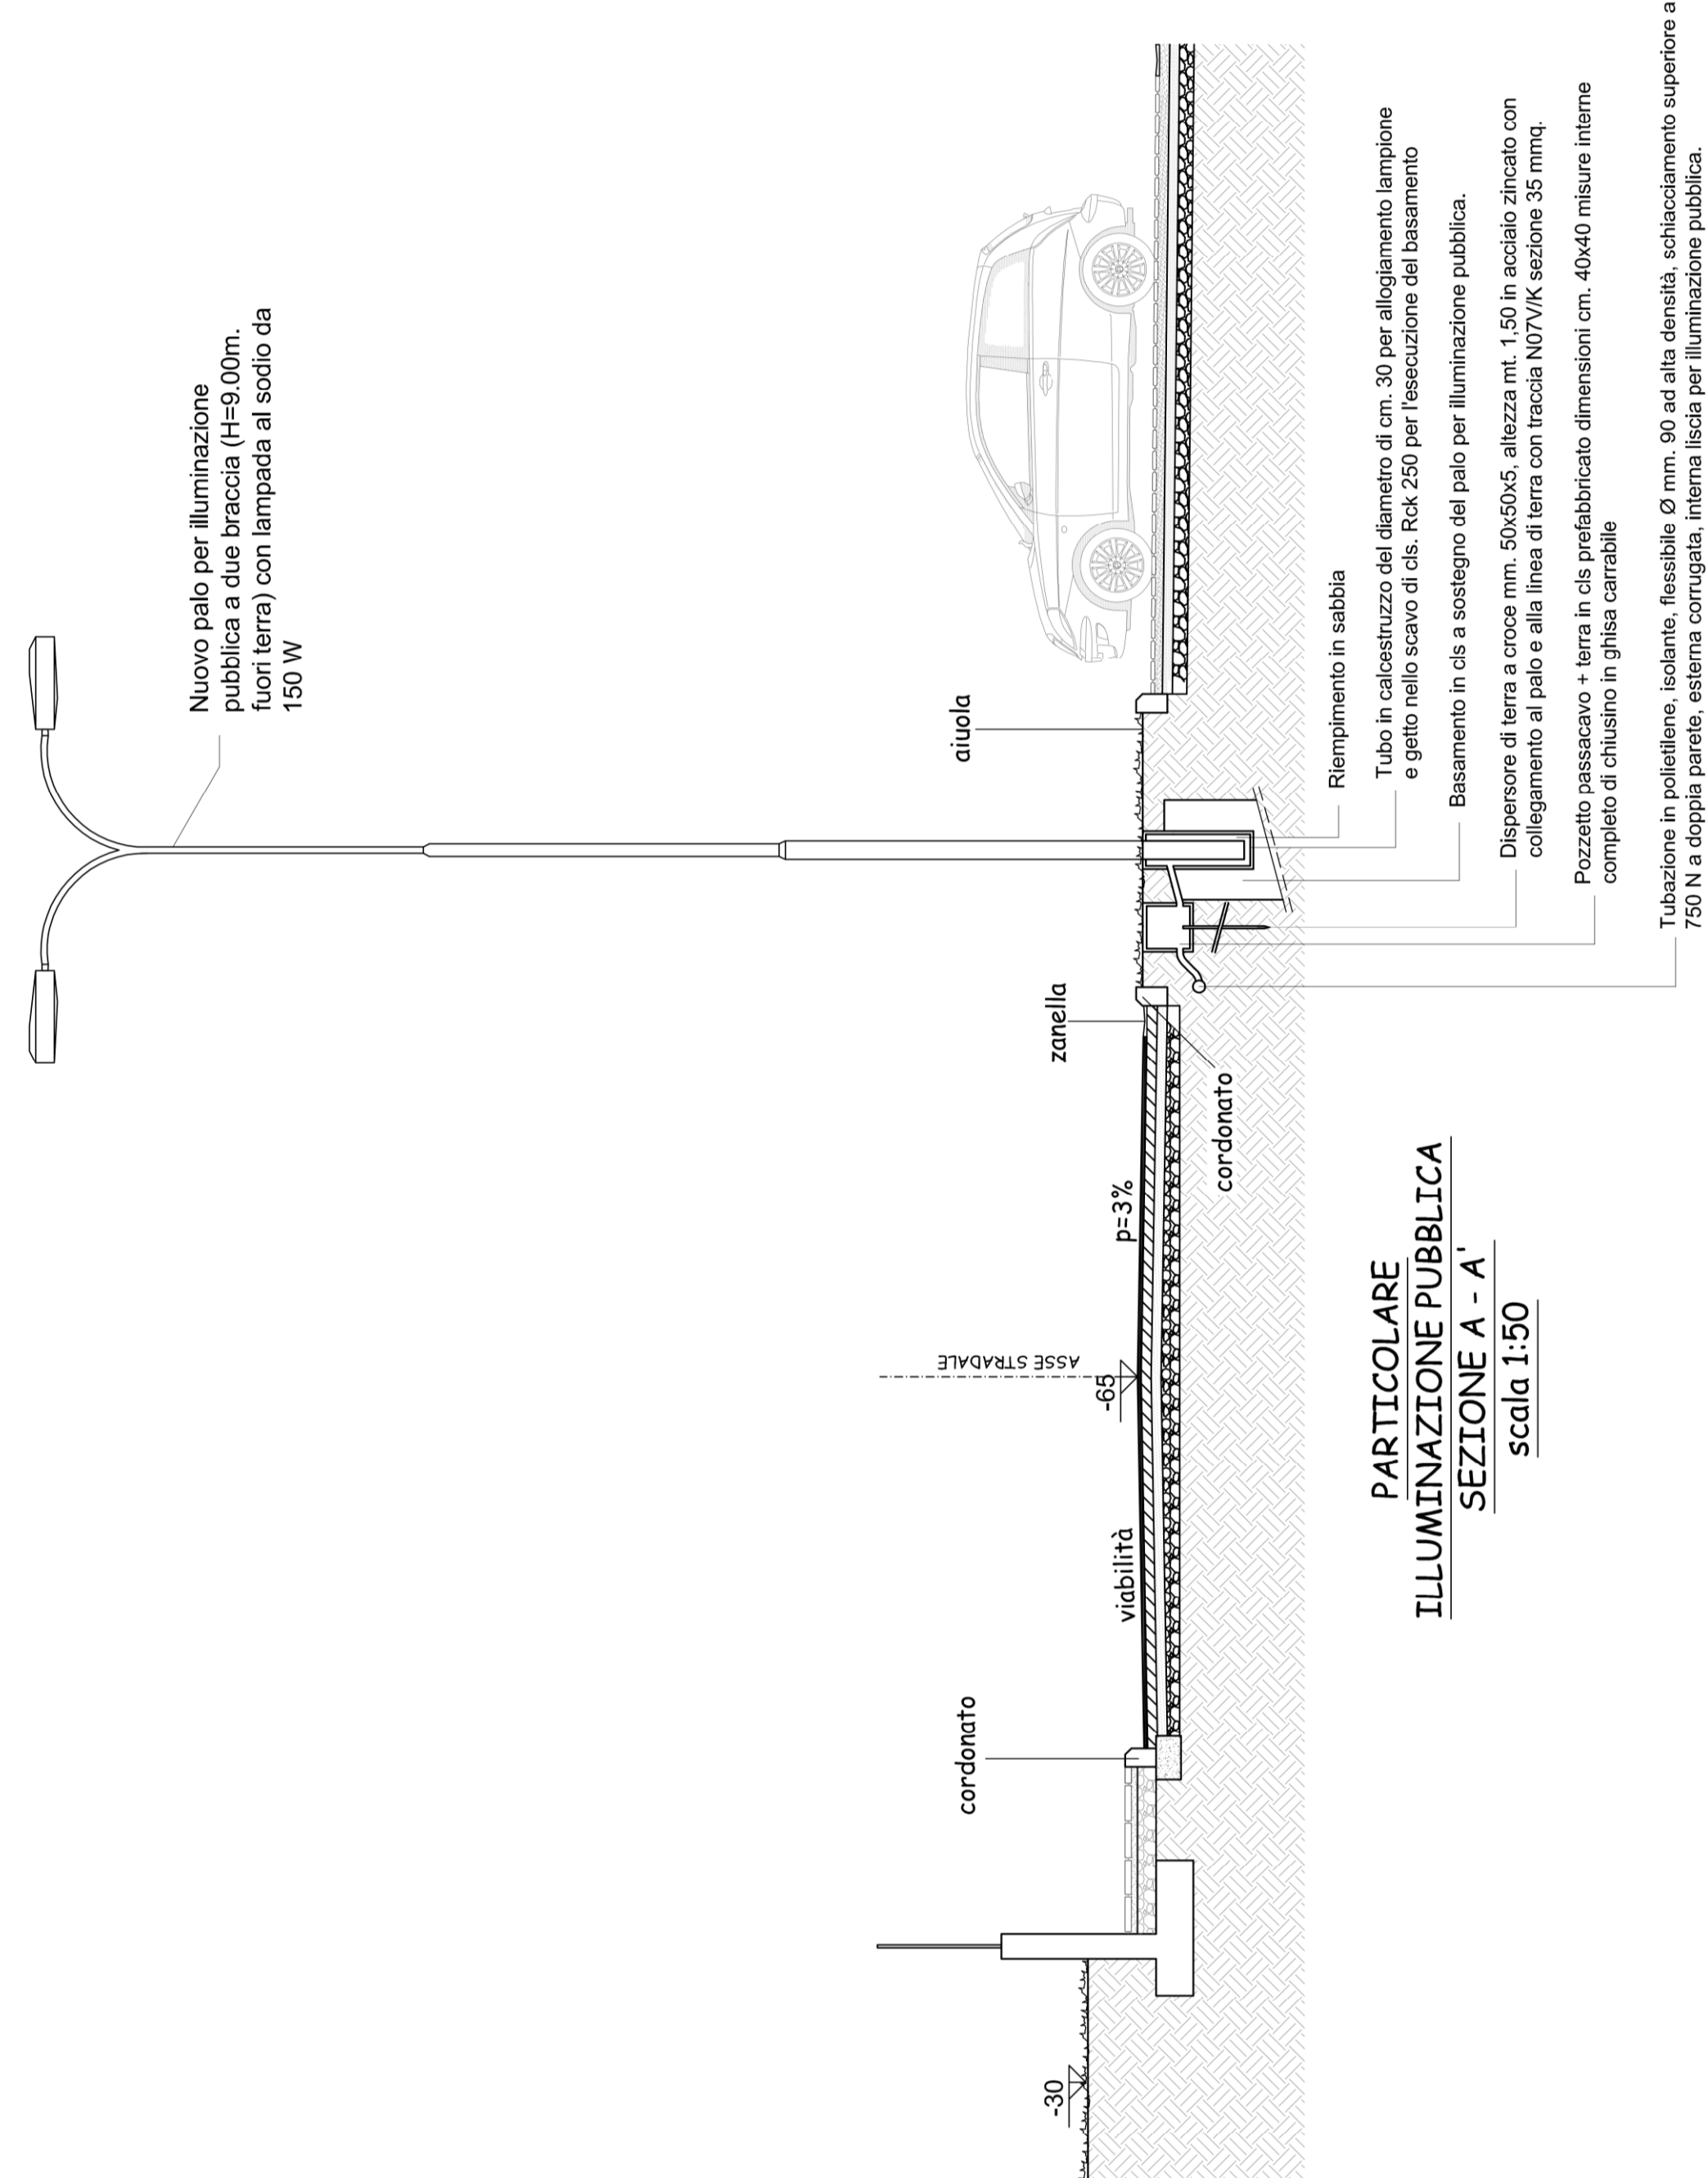 Nuovo palo per illuminazione
pubblica a due braccia (H=9.00m.
fuori terra) con lampada al sodio da
150 W
aiuola
zanella
cordonato
p=3%
ASSE STRADALE
-65
viabilità
cordonato
-30
Riempimento in sabbia
Tubo in calcestruzzo del diametro di cm. 30 per allogiamento lampione
e getto nello scavo di cls. Rck 250 per l'esecuzione del basamento
Basamento in cls a sostegno del palo per illuminazione pubblica.
Dispersore di terra a croce mm. 50x50x5, altezza mt. 1,50 in acciaio zincato con
collegamento al palo e alla linea di terra con traccia N07V/K sezione 35 mmq.
Pozzetto passacavo + terra in cls prefabbricato dimensioni cm. 40x40 misure interne
completo di chiusino in ghisa carrabile
Tubazione in polietilene, isolante, flessibile Ø mm. 90 ad alta densità, schiacciamento superiore a
750 N a doppia parete, esterna corrugata, interna liscia per illuminazione pubblica.
PARTICOLARE
ILLUMINAZIONE PUBBLICA
SEZIONE A - A'
scala 1:50